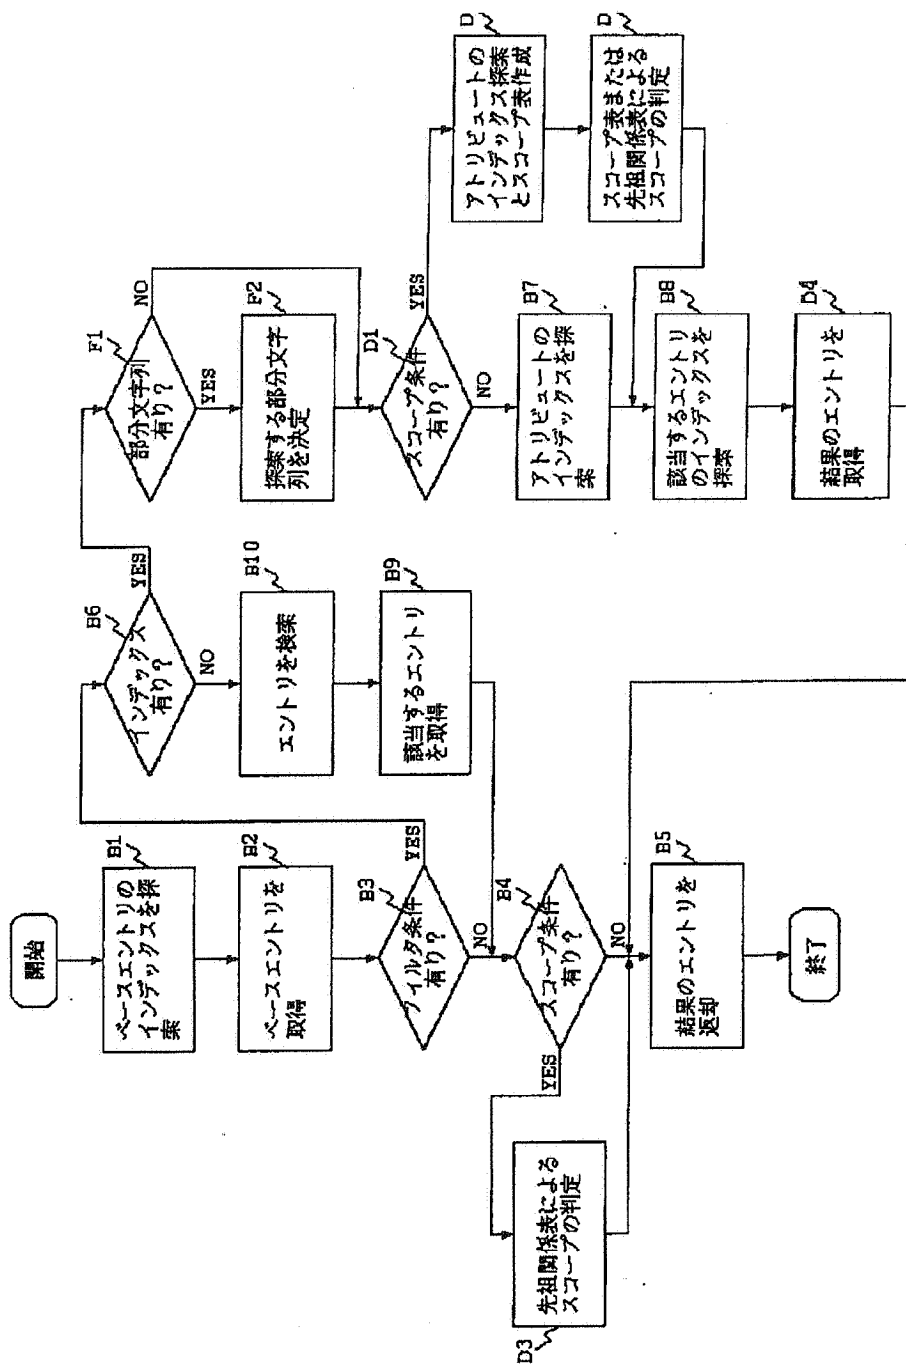 開始
B1
ベースエントリの
インデックスを探
索
B2
ベースエントリを
取得
B3
フィルタ条件
有り?
YES
NO
B4
スコープ条件
有り?
YES
NO
D3
先祖関係表による
スコープの判定
B5
結果のエントリを
返却
終了
B6
インデックス
有り?
YES
NO
B10
エントリを検索
B9
該当するエントリ
を取得
F1
部分文字列
有り?
NO
YES
F2
探索する部分文字
列を決定
D1
スコープ条件
有り?
YES
NO
B7
アトリビュートの
インデックスを探
索
B8
該当するエントリ
のインデックスを
探索
D4
結果のエントリを
取得
D
アトリビュートの
インデックス探索
とスコープ表作成
D
スコープ表または
先祖関係表による
スコープの判定